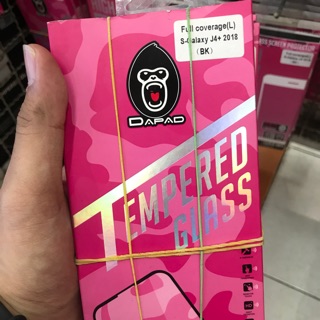 Full coverage(L)
S-Galaxy J4+ 2018
(BK)
DAPAD
TEMPERED
GLASS